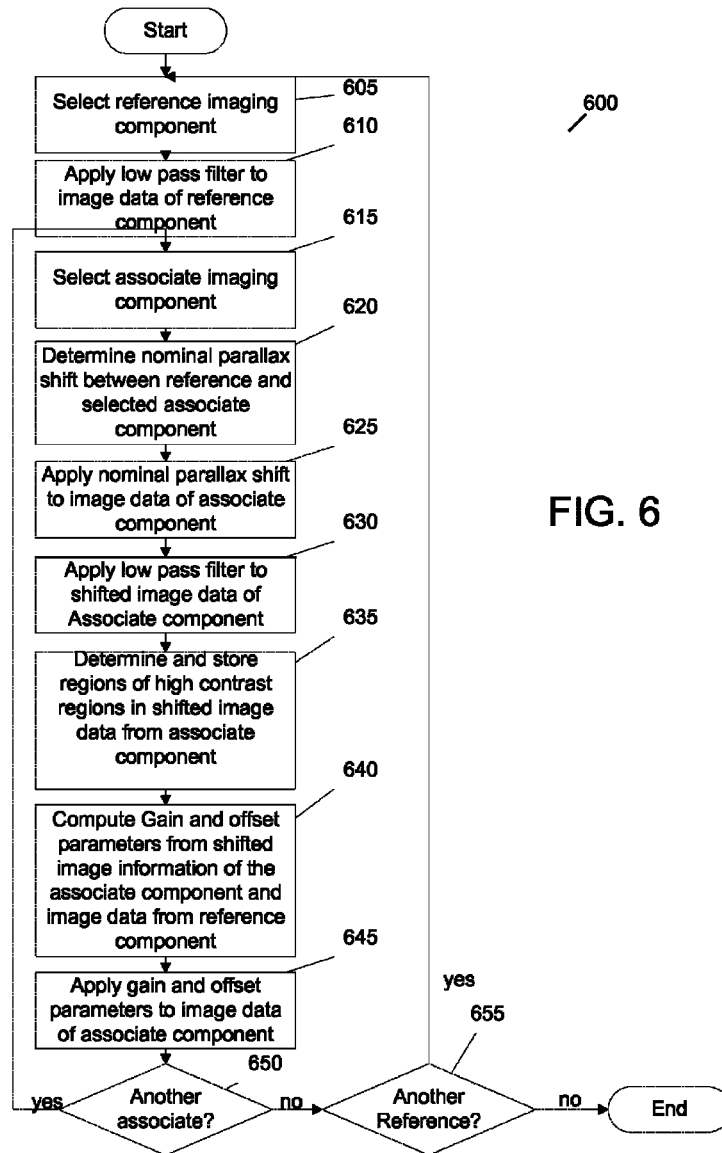 Start
605
Select reference imaging
component
600
610
Apply low pass filter to
image data of reference
component
615
Select associate imaging
component
620
Determine nominal parallax
shift between reference and
selected associate
component
625
Apply nominal parallax shift
to image data of associate
component
FIG. 6
630
Apply low pass filter to
shifted image data of
Associate component
635
Determine and store
regions of high contrast
regions in shifted image
data from associate
component
640
Compute Gain and offset
parameters from shifted
image information of the
associate component and
image data from reference
component
645
Apply gain and offset
parameters to image data
of associate component
yes
655
650
yes
Another
associate?
no
Another
Reference?
no
End